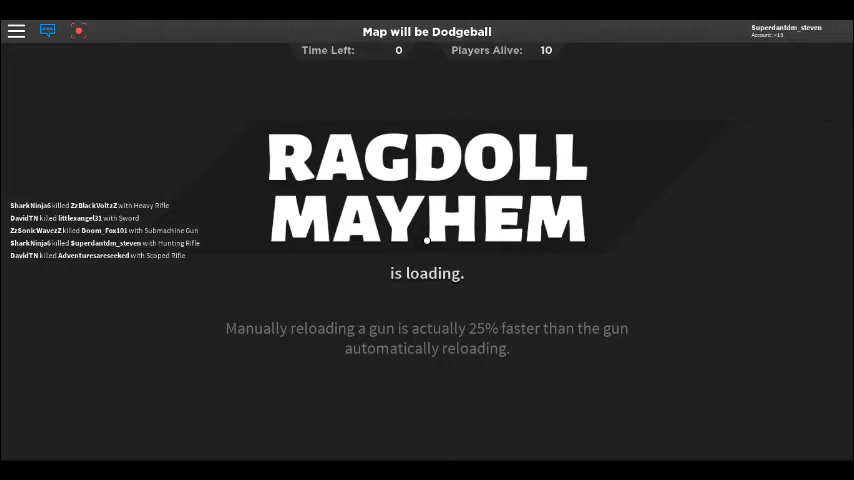 Map will be Dodgeball
Superdantdm_steven
Account: <13
Time Left: 0 Players Alive: 10
RAGDOLL
MAYHEM
is loading.
SharkNinja6 killed ZzBlackVoltzZ with Heavy Rifle
DavidTN killed littlexangel31 with Sword
ZzSonicWavezZ killed Doom_Fox101 with Submachine Gun
SharkNinja6 killed Superdantdm_steven with Hunting Rifle
DavidTN killed Adventuresareseeked with Scoped Rifle
Manually reloading a gun is actually 25% faster than the gun
automatically reloading.